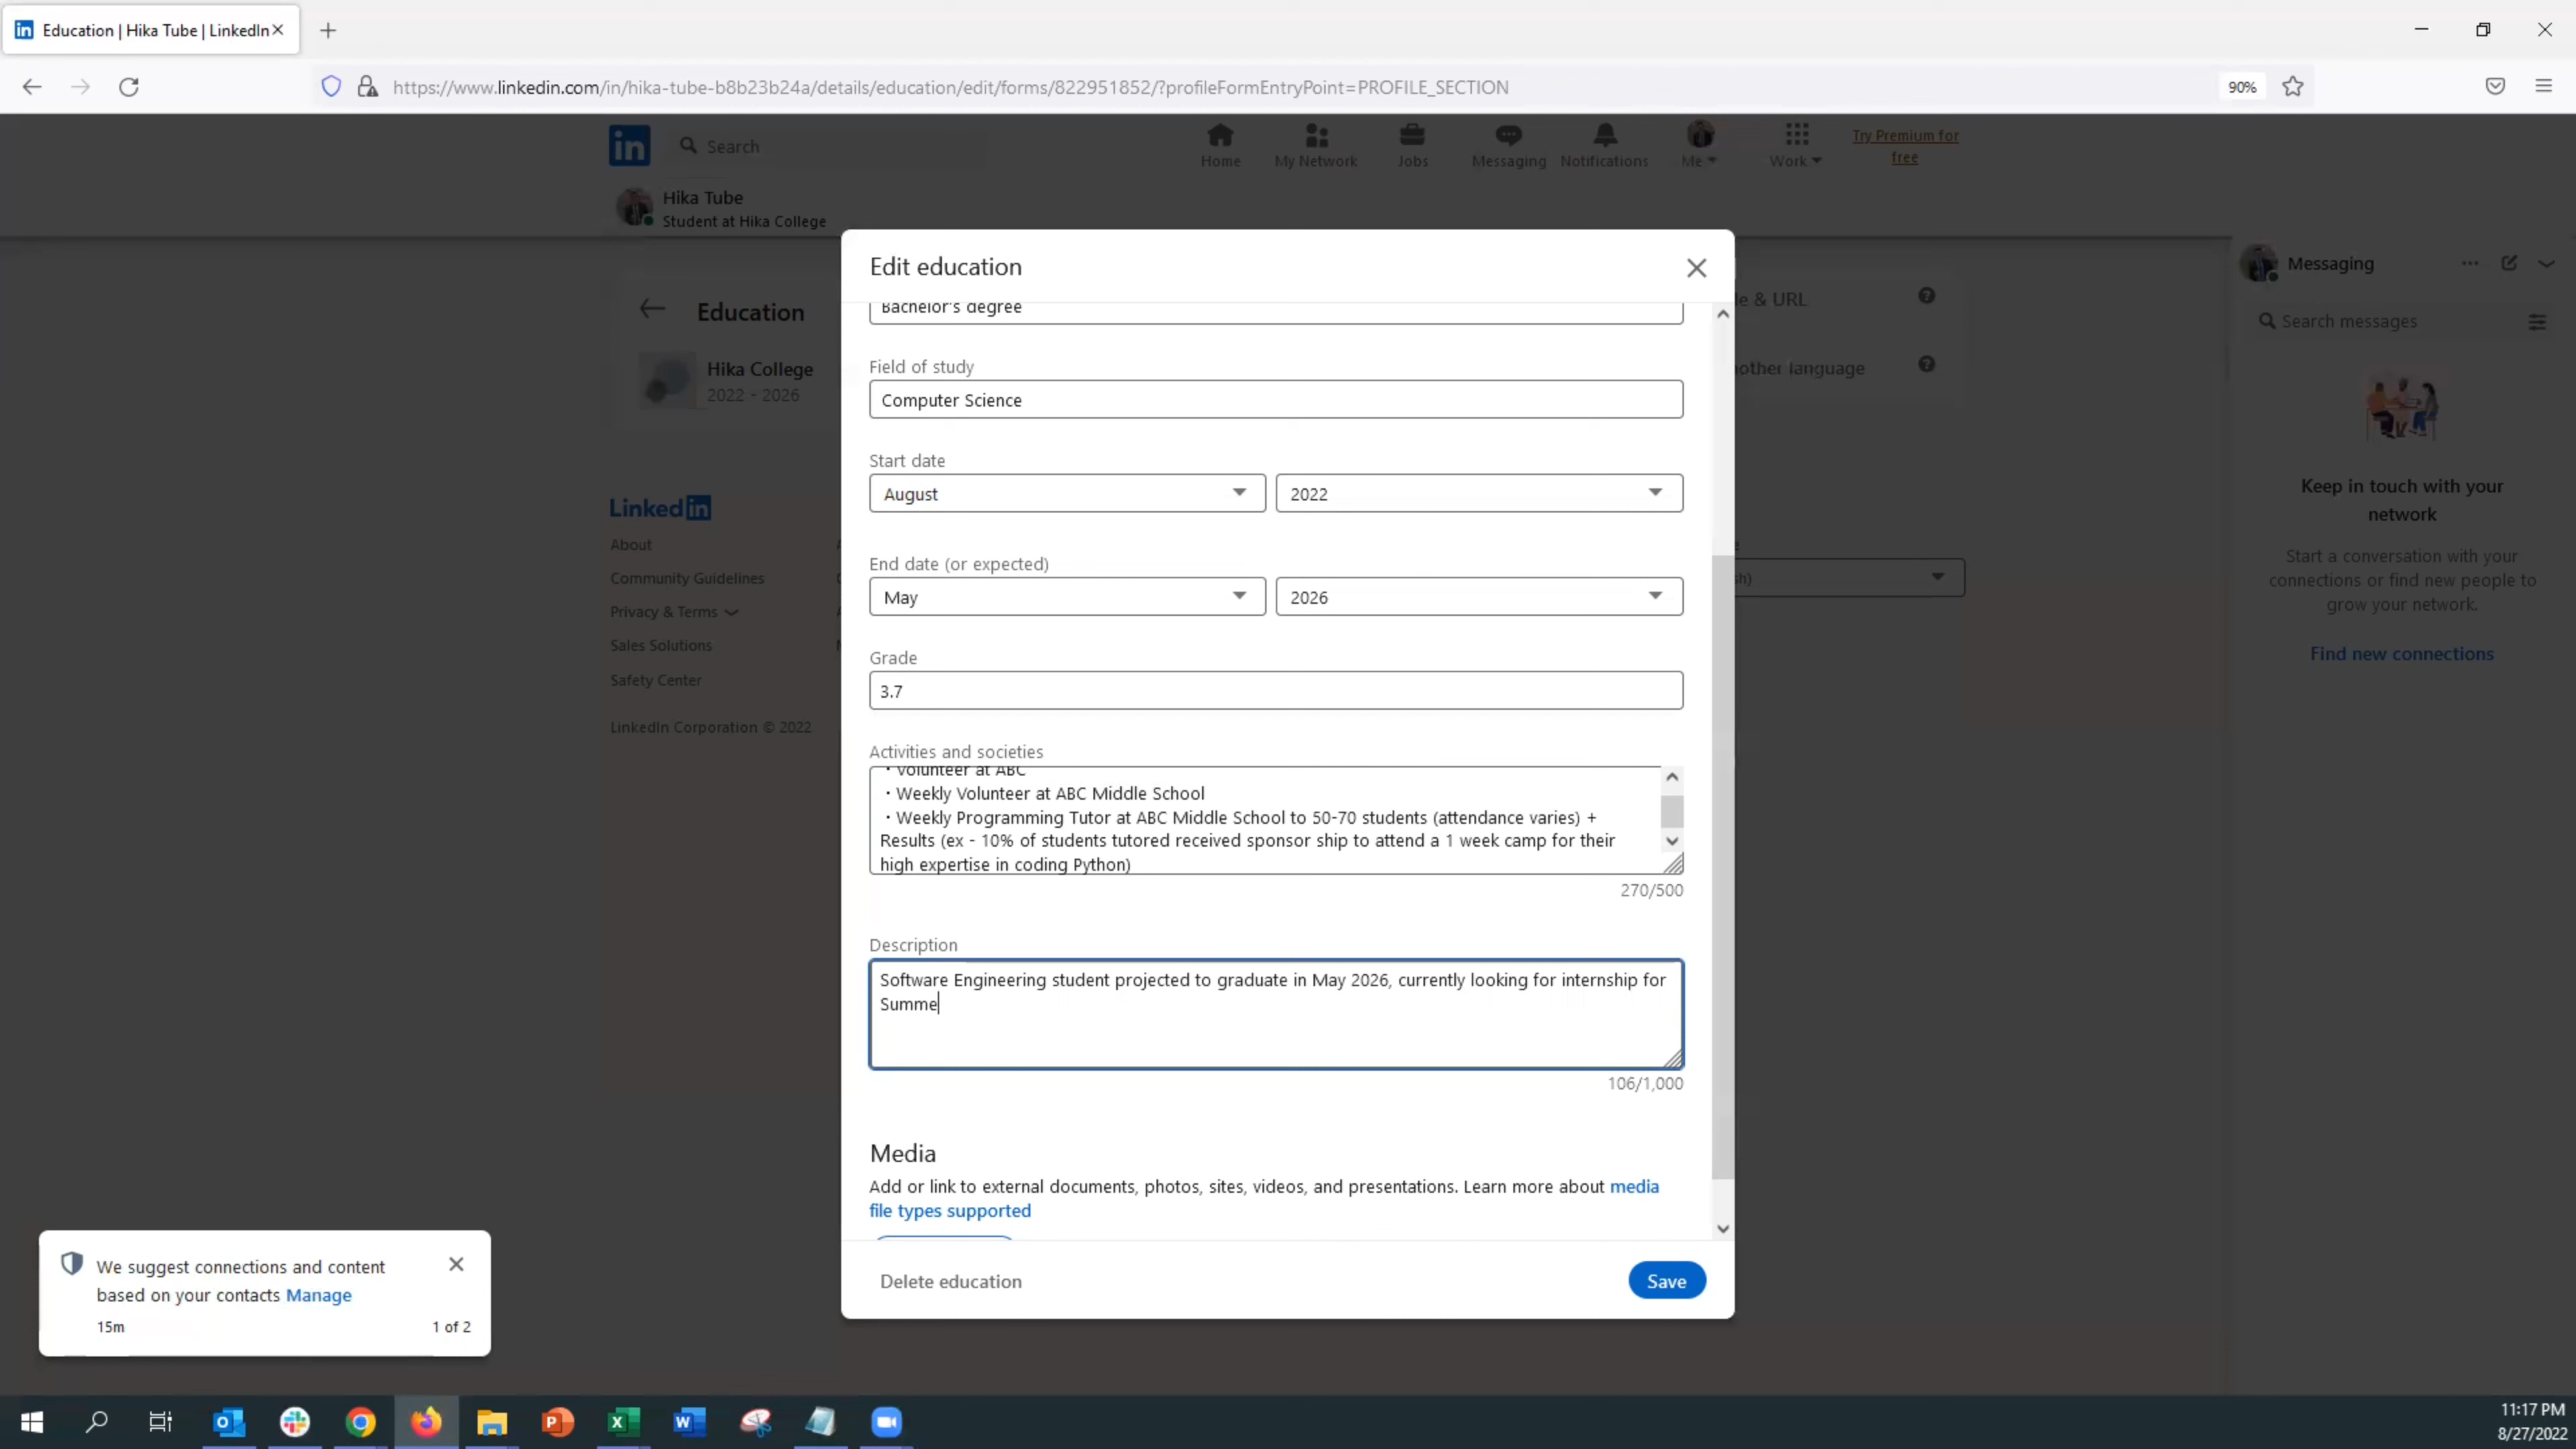 Education | Hika Tube | LinkedIn
https://www.linkedin.com/in/hika-tube-b8b23b24a/details/education/edit/forms/822951852/?profileFormEntryPoint=PROFILE_SECTION
90%
in
Search
Home
My Network
Jobs
Messaging
Notifications
Me
Work
Try Premium for
free
Hika Tube
Student at Hika College
Education
Hika College
2022 - 2026
LinkedIn
About
Community Guidelines
Privacy & Terms
Sales Solutions
Safety Center
LinkedIn Corporation © 2022
Edit education
Bachelor's degree
Field of study
Computer Science
Start date
August
2022
End date (or expected)
May
2026
Grade
3.7
Activities and societies
• Volunteer at ABC
• Weekly Volunteer at ABC Middle School
• Weekly Programming Tutor at ABC Middle School to 50-70 students (attendance varies) +
Results (ex - 10% of students tutored received sponsor ship to attend a 1 week camp for their
high expertise in coding Python)
270/500
Description
Software Engineering student projected to graduate in May 2026, currently looking for internship for
Summe
106/1,000
Media
Add or link to external documents, photos, sites, videos, and presentations. Learn more about media
file types supported
Delete education
Save
& URL
language
Messaging
Search messages
Keep in touch with your
network
Start a conversation with your
connections or find new people to
grow your network.
Find new connections
We suggest connections and content
based on your contacts Manage
15m
1 of 2
11:17 PM
8/27/2022